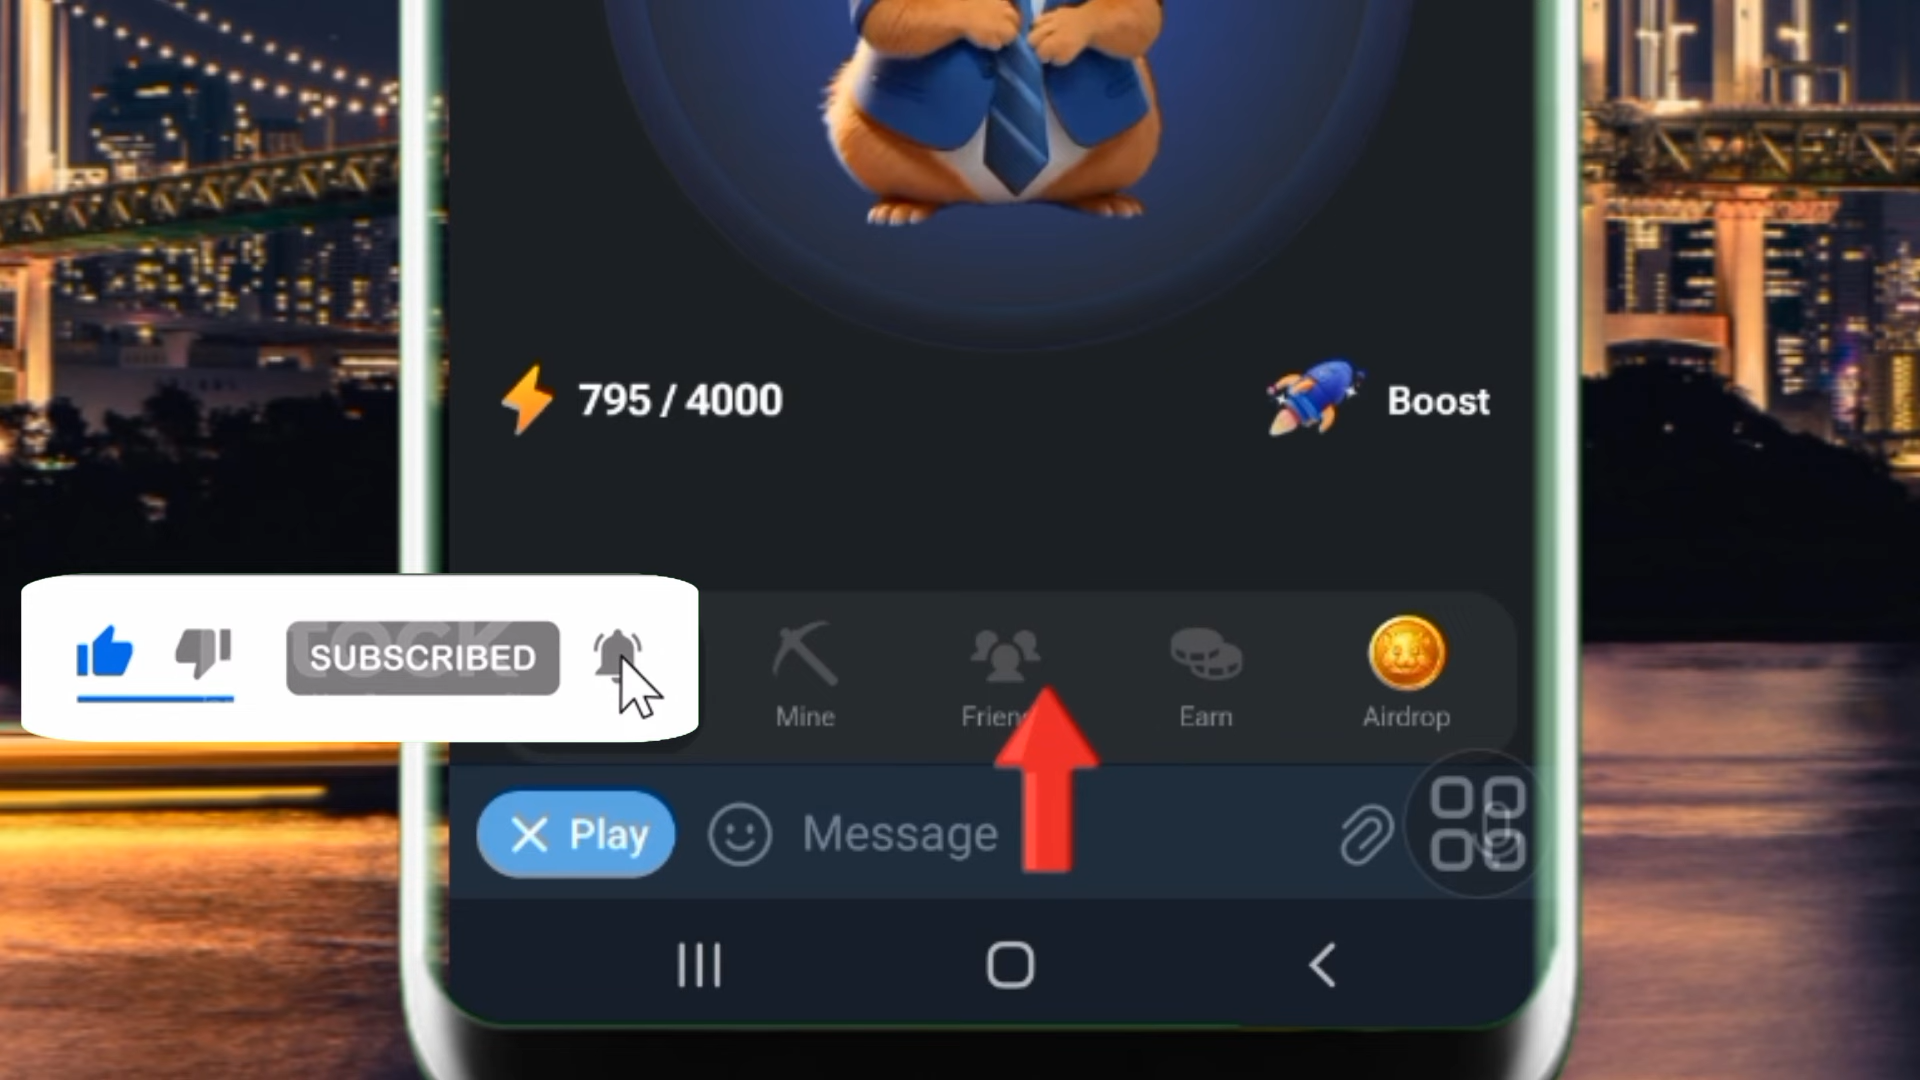 795 / 4000
Boost
SUBSCRIBED
Mine
Earn
Airdrop
Play
Message